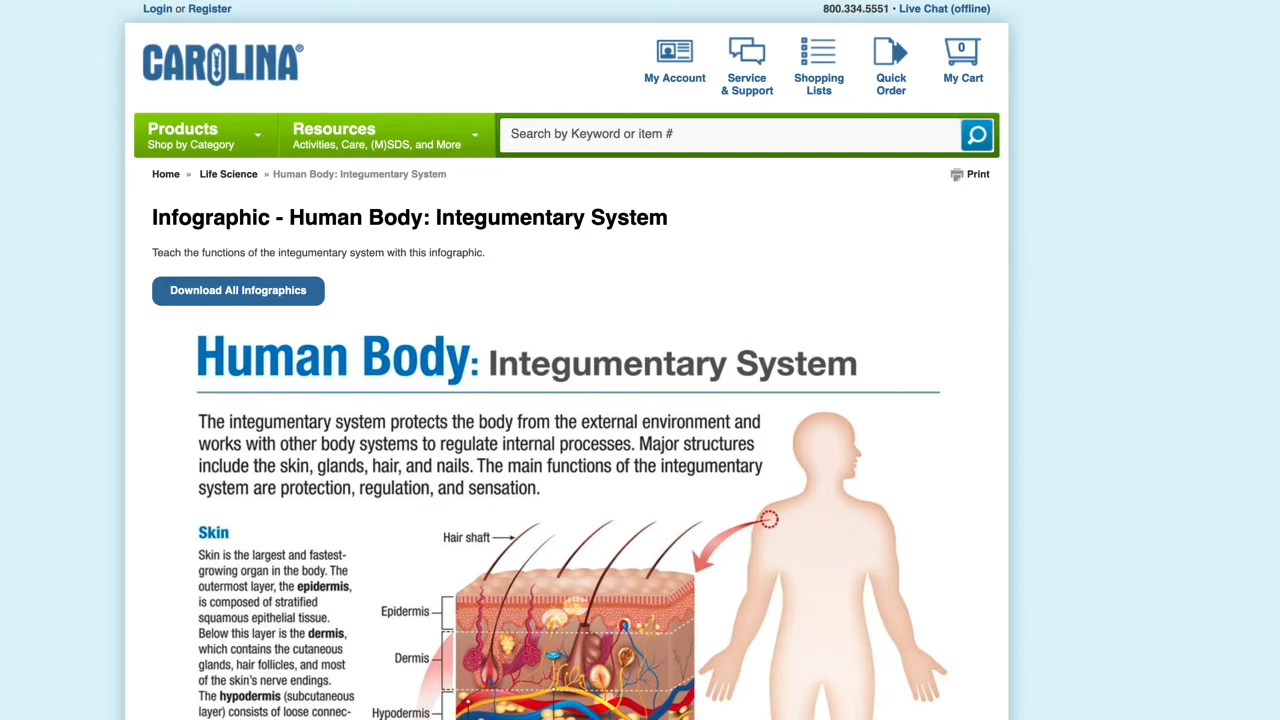 Login or Register
800.334.5551 • Live Chat (offline)
CAROLINA®
My Account
Service & Support
Shopping Lists
Quick Order
0
My Cart
Products
Shop by Category
Resources
Activities, Care, (M)SDS, and More
Search by Keyword or item #
Home » Life Science » Human Body: Integumentary System
Print
Infographic - Human Body: Integumentary System
Teach the functions of the integumentary system with this infographic.
Download All Infographics
Human Body: Integumentary System
The integumentary system protects the body from the external environment and
works with other body systems to regulate internal processes. Major structures
include the skin, glands, hair, and nails. The main functions of the integumentary
system are protection, regulation, and sensation.
Skin
Skin is the largest and fastest-
growing organ in the body. The
outermost layer, the epidermis,
is composed of stratified
squamous epithelial tissue.
Below this layer is the dermis,
which contains the cutaneous
glands, hair follicles, and most
of the skin's nerve endings.
The hypodermis (subcutaneous
layer) consists of loose connec-
Hair shaft
Epidermis
Dermis
Hypodermis